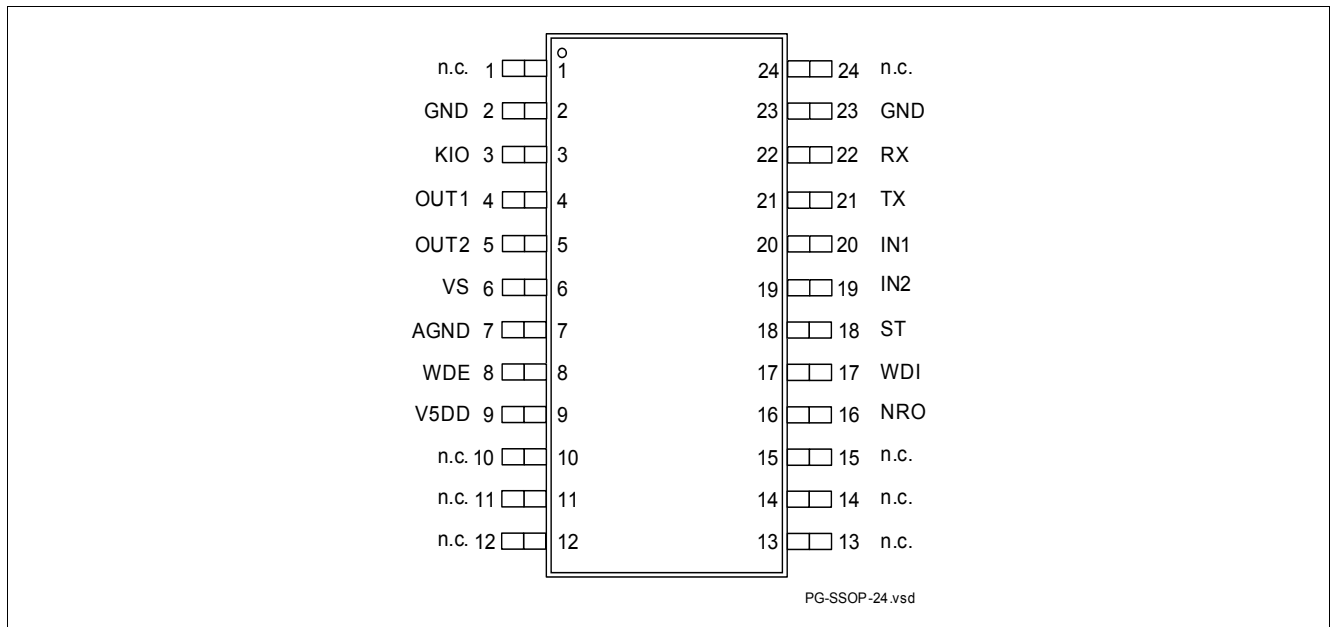 n.c. 1 1 24 24 n.c.
GND 2 2 23 23 GND
KIO 3 3 22 22 RX
OUT1 4 4 21 21 TX
OUT2 5 5 20 20 IN1
VS 6 6 19 19 IN2
AGND 7 7 18 18 ST
WDE 8 8 17 17 WDI
V5DD 9 9 16 16 NRO
n.c. 10 10 15 15 n.c.
n.c. 11 11 14 14 n.c.
n.c. 12 12 13 13 n.c.
PG-SSOP-24.vsd